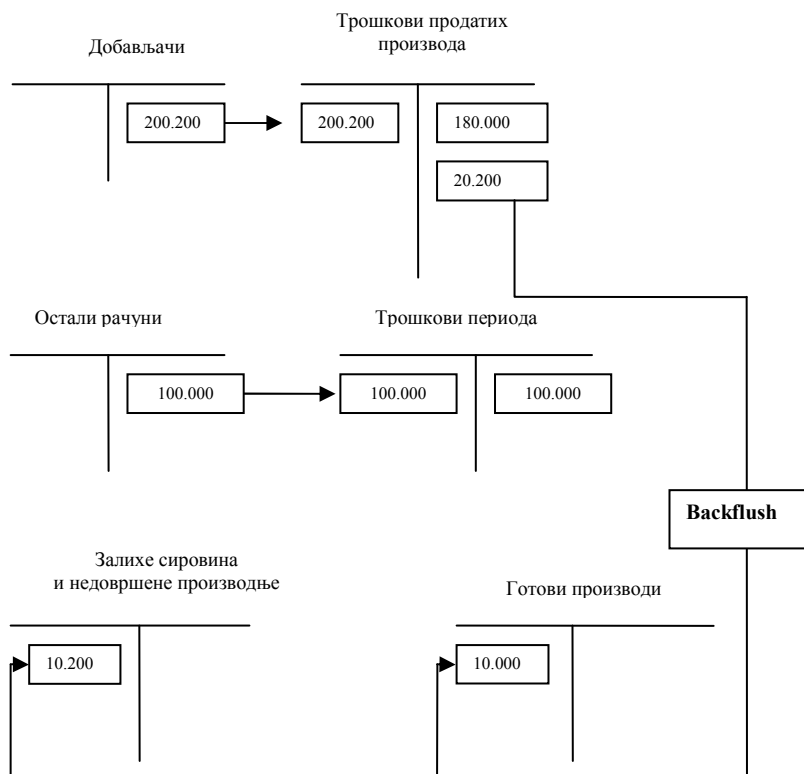 Трошкови продатих
производа
Добављачи
200.200
200.200
180.000
20.200
Остали рачуни
Трошкови периода
100.000
100.000
100.000
Backflush
Залихе сировина
и недовршене производње
Готови производи
10.200
10.000